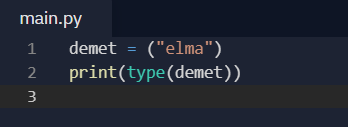 main.py
1 demet = ("elma")
2 print(type(demet))
3